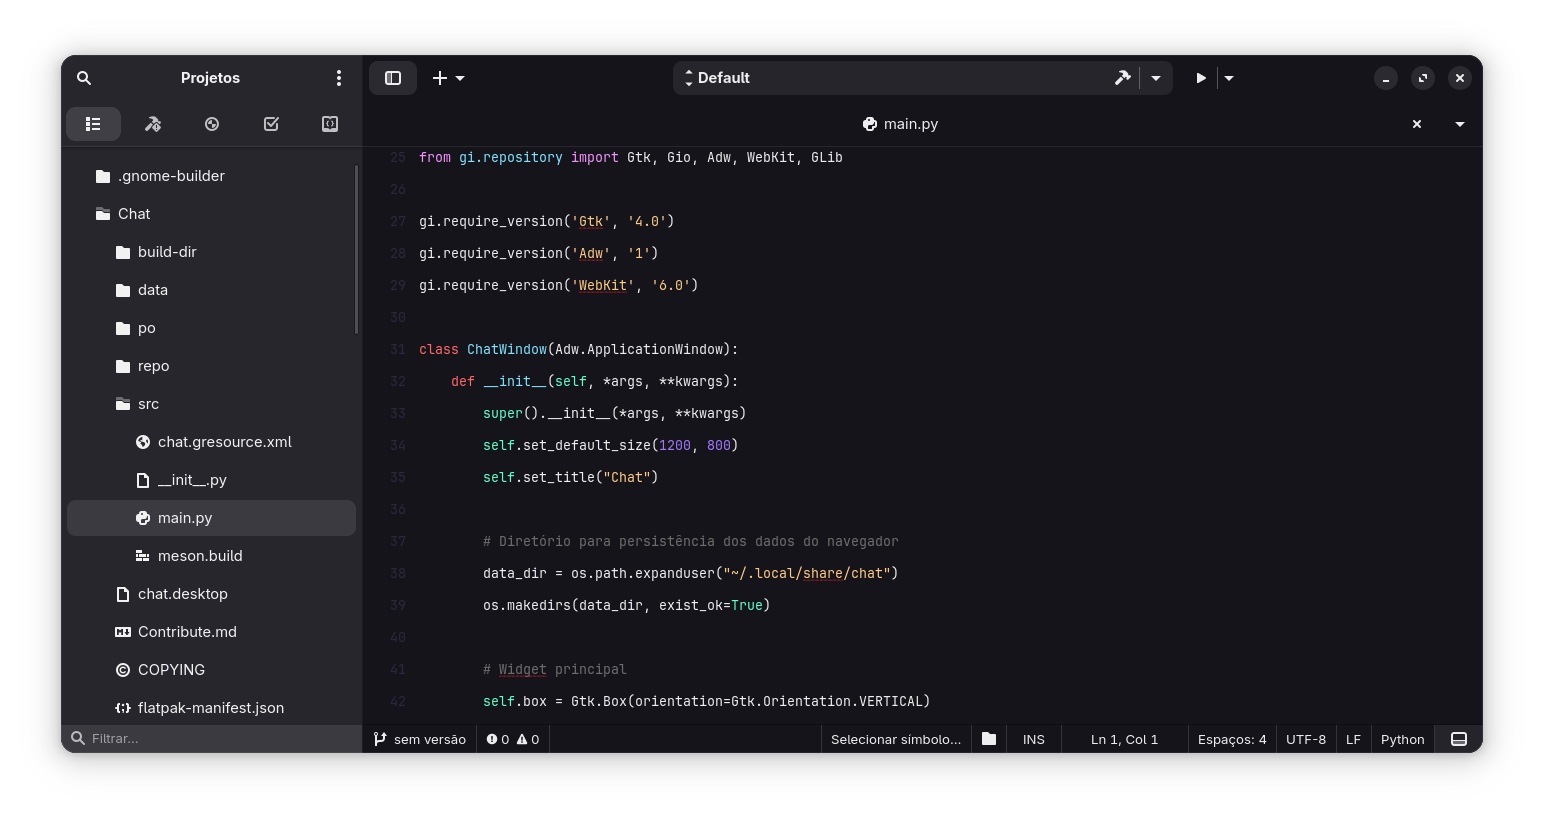 Projetos
Default
main.py
.gnome-builder
Chat
build-dir
data
po
repo
src
chat.gresource.xml
__init__.py
main.py
meson.build
chat.desktop
Contribute.md
COPYING
flatpak-manifest.json
Filtrar...
25 from gi.repository import Gtk, Gio, Adw, WebKit, GLib
26
27 gi.require_version('Gtk', '4.0')
28 gi.require_version('Adw', '1')
29 gi.require_version('WebKit', '6.0')
30
31 class ChatWindow(Adw.ApplicationWindow):
32     def __init__(self, *args, **kwargs):
33         super().__init__(*args, **kwargs)
34         self.set_default_size(1200, 800)
35         self.set_title("Chat")
36
37         # Diretório para persistência dos dados do navegador
38         data_dir = os.path.expanduser("~/.local/share/chat")
39         os.makedirs(data_dir, exist_ok=True)
40
41         # Widget principal
42         self.box = Gtk.Box(orientation=Gtk.Orientation.VERTICAL)
sem versão 0 0 Selecionar símbolo... INS Ln 1, Col 1 Espaços: 4 UTF-8 LF Python